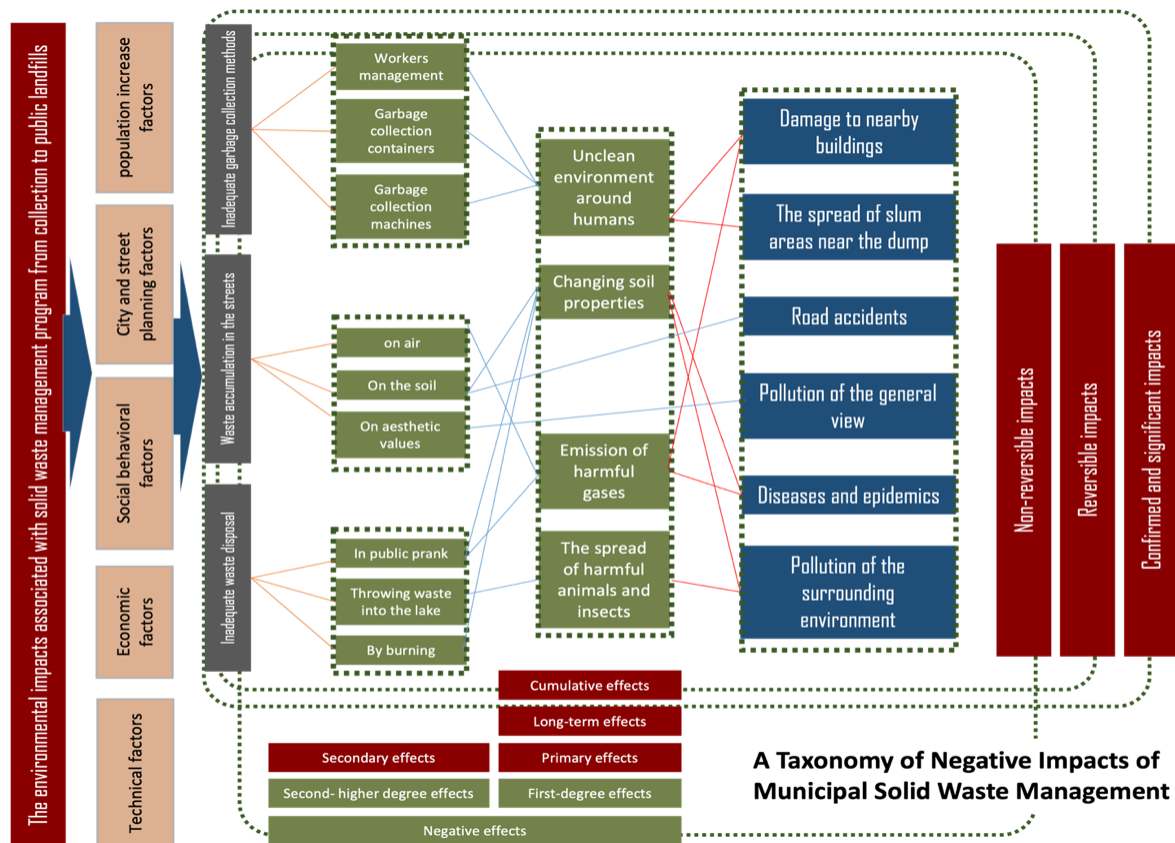 The environmental impacts associated with solid waste management program from collection to public landfills
population increase
factors
City and street
planning factors
Social behavioral
factors
Economic
factors
Technical factors
Inadequate garbage collection methods
Waste accumulation in the streets
Inadequate waste disposal
Workers
management
Garbage
collection
containers
Garbage
collection
machines
on air
On the soil
On aesthetic
values
In public prank
Throwing waste
into the lake
By burning
Unclean
environment
around
humans
Changing soil
properties
Emission of
harmful
gases
The spread
of harmful
animals and
insects
Damage to nearby
buildings
The spread of slum
areas near the dump
Road accidents
Pollution of the general
view
Diseases and epidemics
Pollution of the
surrounding
environment
Non-reversible impacts
Reversible impacts
Confirmed and significant impacts
Cumulative effects
Long-term effects
Secondary effects
Primary effects
Second- higher degree effects
First-degree effects
Negative effects
A Taxonomy of Negative Impacts of
Municipal Solid Waste Management